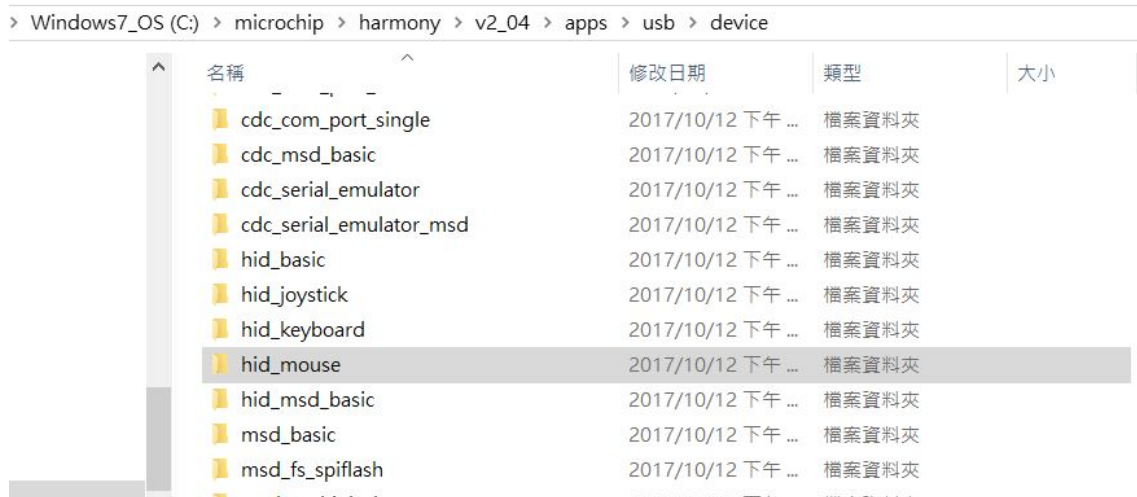 > Windows7_OS (C:) > microchip > harmony > v2_04 > apps > usb > device
名稱 修改日期 類型 大小
cdc_com_port_single 2017/10/12 下午 ... 檔案資料夾
cdc_msd_basic 2017/10/12 下午 ... 檔案資料夾
cdc_serial_emulator 2017/10/12 下午 ... 檔案資料夾
cdc_serial_emulator_msd 2017/10/12 下午 ... 檔案資料夾
hid_basic 2017/10/12 下午 ... 檔案資料夾
hid_joystick 2017/10/12 下午 ... 檔案資料夾
hid_keyboard 2017/10/12 下午 ... 檔案資料夾
hid_mouse 2017/10/12 下午 ... 檔案資料夾
hid_msd_basic 2017/10/12 下午 ... 檔案資料夾
msd_basic 2017/10/12 下午 ... 檔案資料夾
msd_fs_spiflash 2017/10/12 下午 ... 檔案資料夾